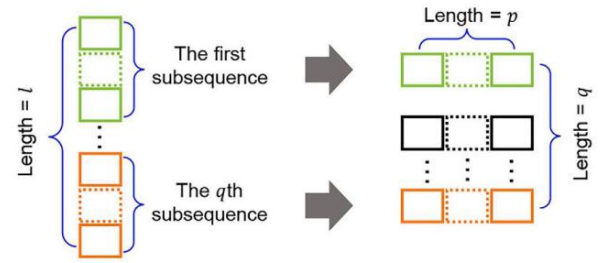 Length = p
The first
subsequence
Length = l
Length = q
The qth
subsequence